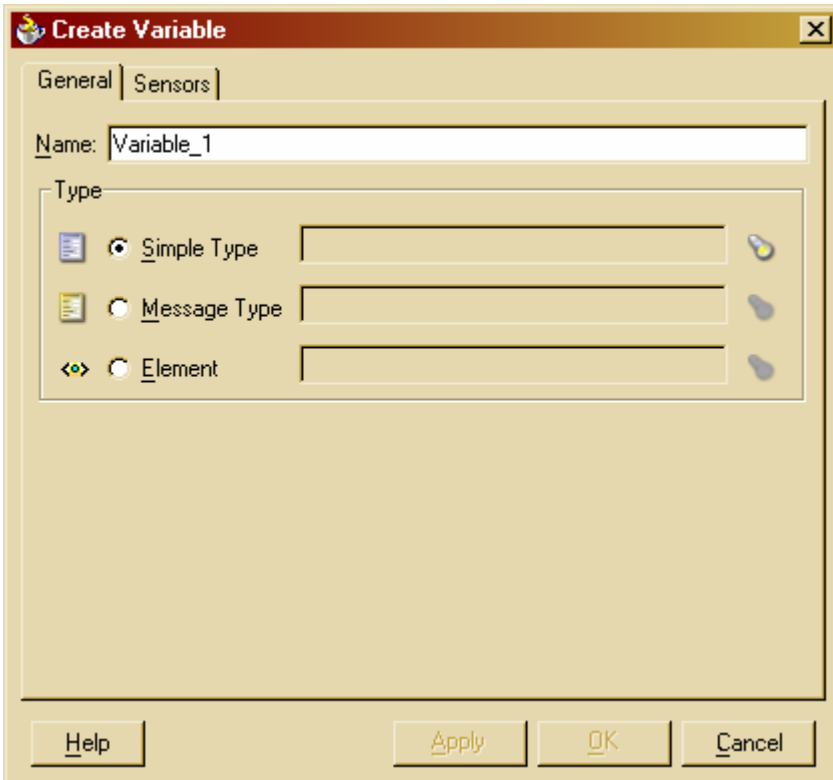 Create Variable
General Sensors
Name: Variable_1
Type
Simple Type
Message Type
Element
Help Apply OK Cancel